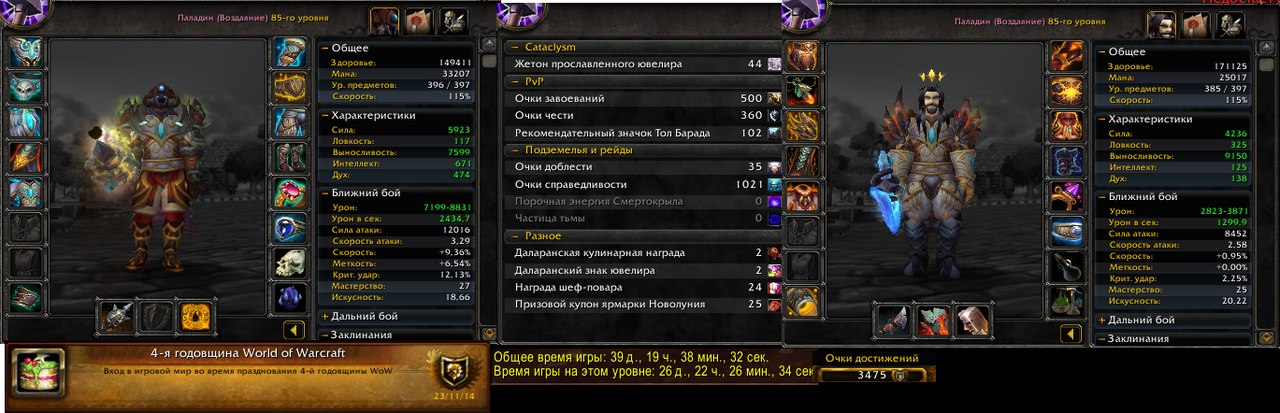 Паладин (Воздаяние) 85-го уровня
Общее
Здоровье: 149411
Мана: 33207
Ур. предметов: 396 / 397
Скорость: 115%
Характеристики
Сила: 5923
Ловкость: 117
Выносливость: 7599
Интеллект: 671
Дух: 474
Ближний бой
Урон: 7199-8831
Урон в сек: 2434,7
Сила атаки: 12016
Скорость атаки: 3,29
Скорость: +9,36%
Меткость: +6,54%
Крит. удар: 12,13%
Мастерство: 27
Искусность: 18,66
Дальний бой
Заклинания
Cataclysm
Жетон прославленного ювелира 44
PvP
Очки завоеваний 500
Очки чести 360
Рекомендательный значок Тол Барада 102
Подземелья и рейды
Очки доблести 35
Очки справедливости 1021
Порочная энергия Смертокрыла 0
Частица тьмы 0
Разное
Даларанская кулинарная награда 2
Даларанский знак ювелира 2
Награда шеф-повара 24
Призовой купон ярмарки Новолуния 25
Паладин (Воздаяние) 85-го уровня
Общее
Здоровье: 171125
Мана: 25017
Ур. предметов: 385 / 397
Скорость: 115%
Характеристики
Сила: 4236
Ловкость: 325
Выносливость: 9150
Интеллект: 125
Дух: 138
Ближний бой
Урон: 2823-3871
Урон в сек: 1299,9
Сила атаки: 8452
Скорость атаки: 2,58
Скорость: +0,95%
Меткость: +0,00%
Крит. удар: 2,25%
Мастерство: 25
Искусность: 20,22
Дальний бой
Заклинания
4-я годовщина World of Warcraft
Вход в игровой мир во время празднования 4-й годовщины WoW
23/11/14
Общее время игры: 39 д., 19 ч., 38 мин., 32 сек.
Время игры на этом уровне: 26 д., 22 ч., 26 мин., 34 сек
Очки достижений
3475